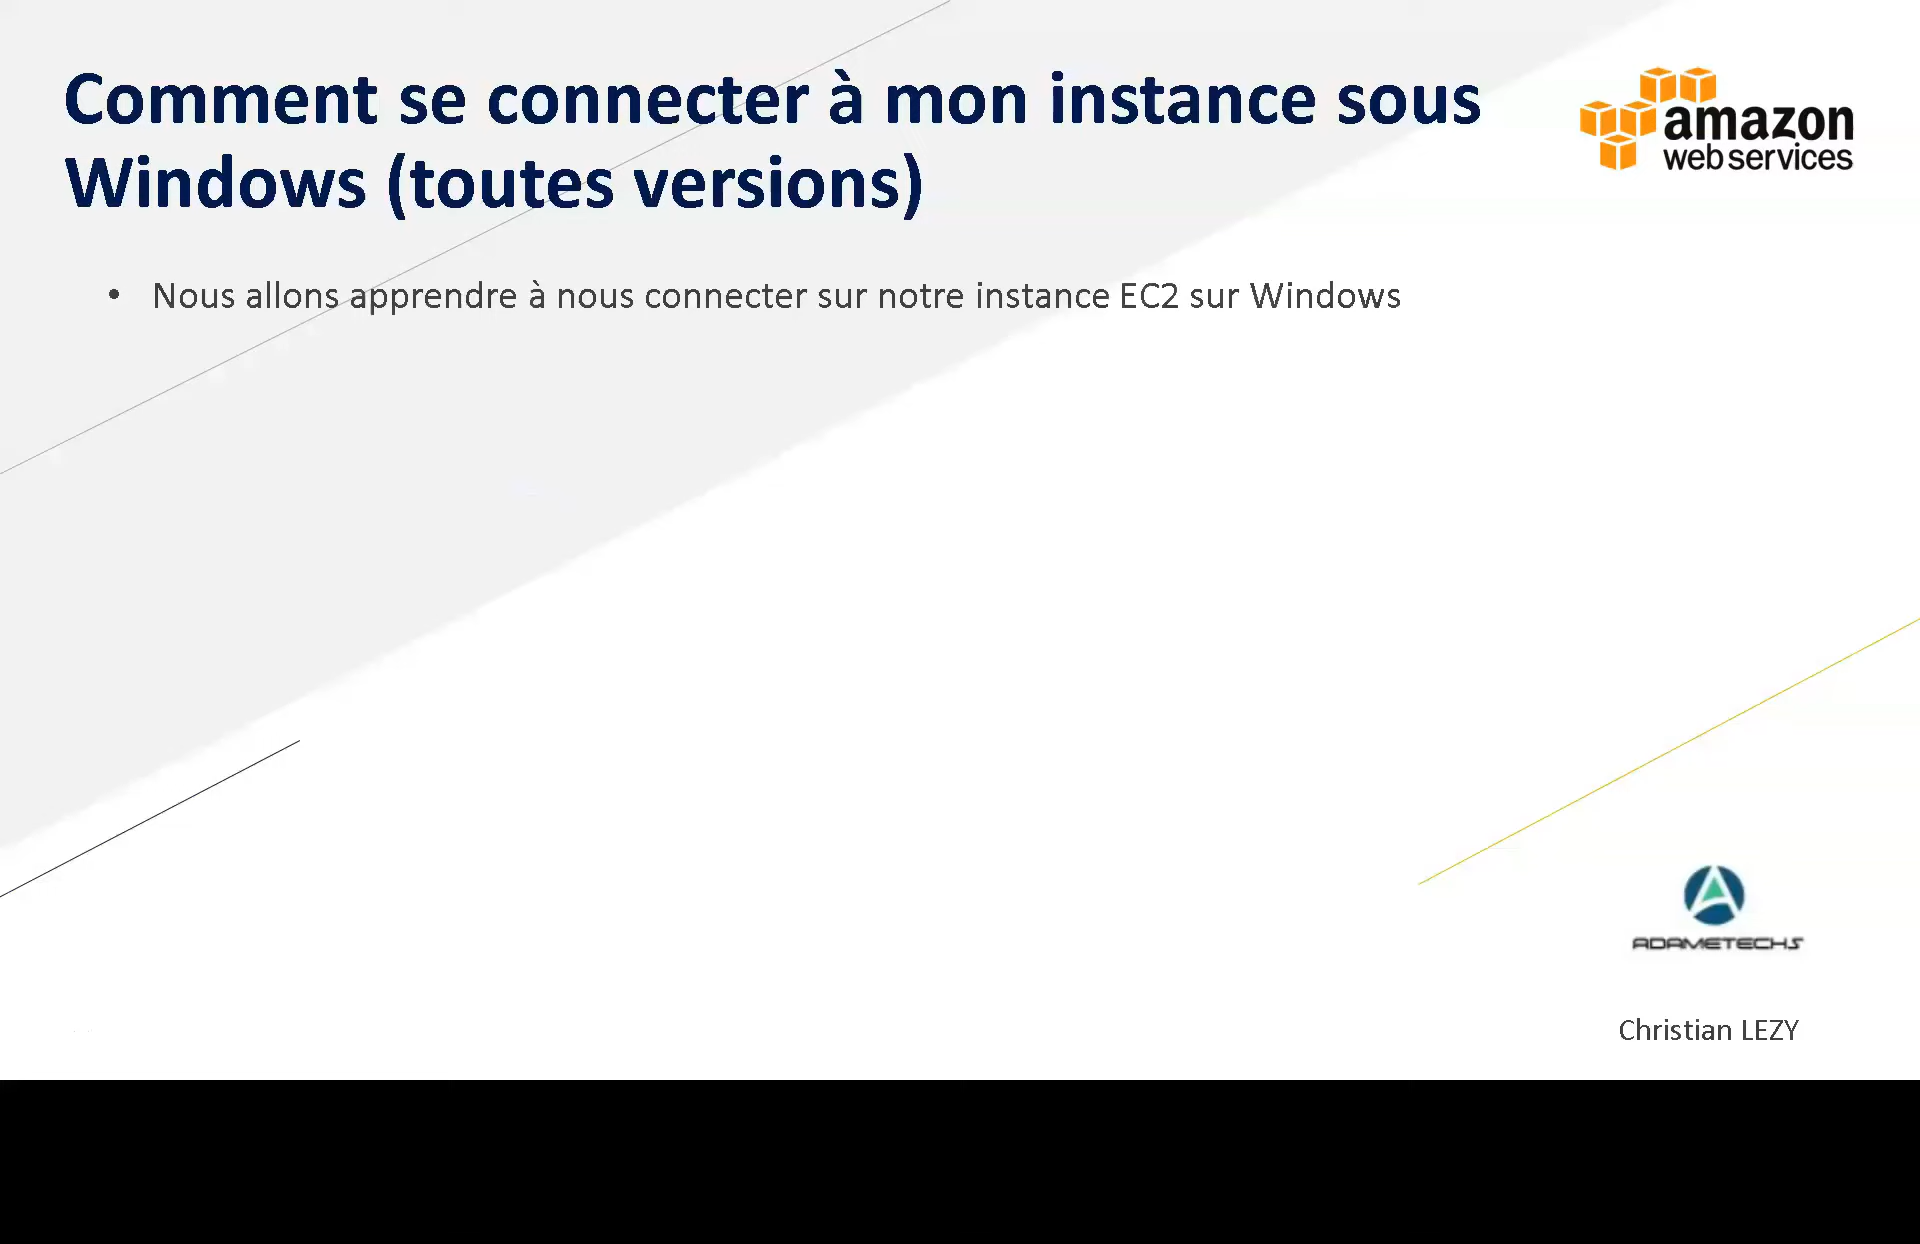 Comment se connecter à mon instance sous
Windows (toutes versions)
amazon
web services
• Nous allons apprendre à nous connecter sur notre instance EC2 sur Windows
ADAMETECHS
Christian LEZY